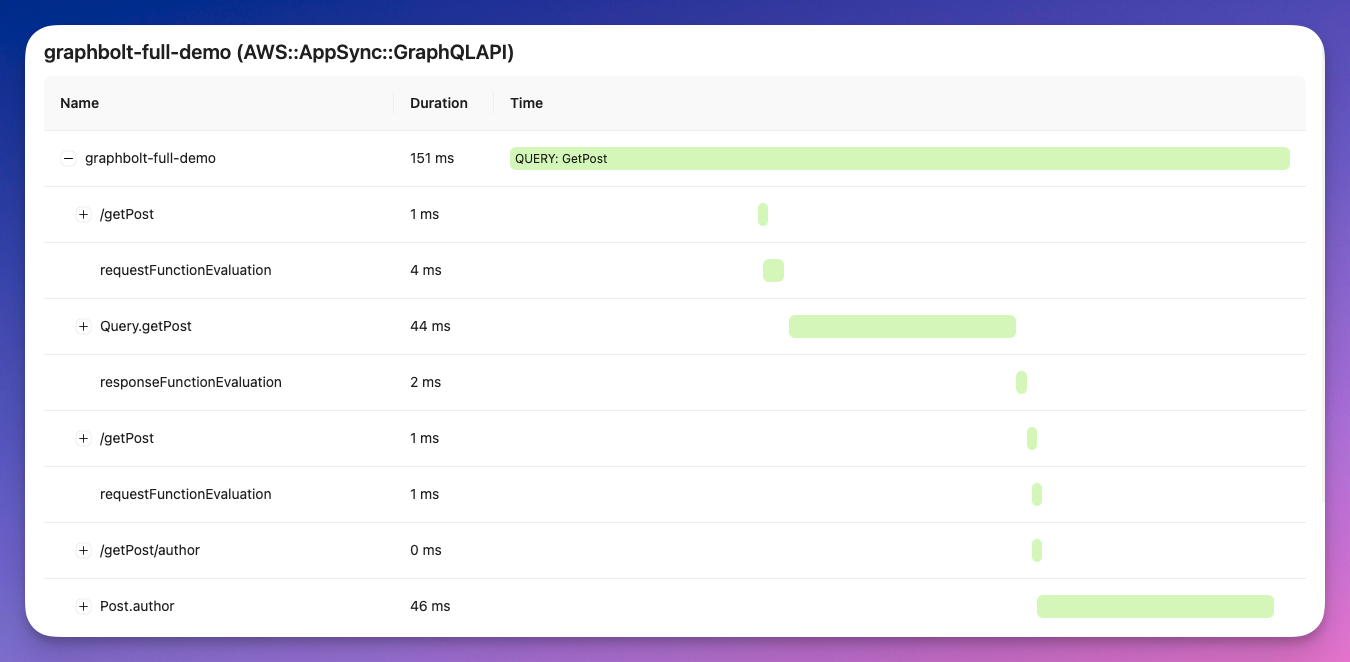 graphbolt-full-demo (AWS::AppSync::GraphQLAPI)
Name Duration Time
graphbolt-full-demo 151 ms QUERY: GetPost
/getPost 1 ms
requestFunctionEvaluation 4 ms
Query.getPost 44 ms
responseFunctionEvaluation 2 ms
/getPost 1 ms
requestFunctionEvaluation 1 ms
/getPost/author 0 ms
Post.author 46 ms